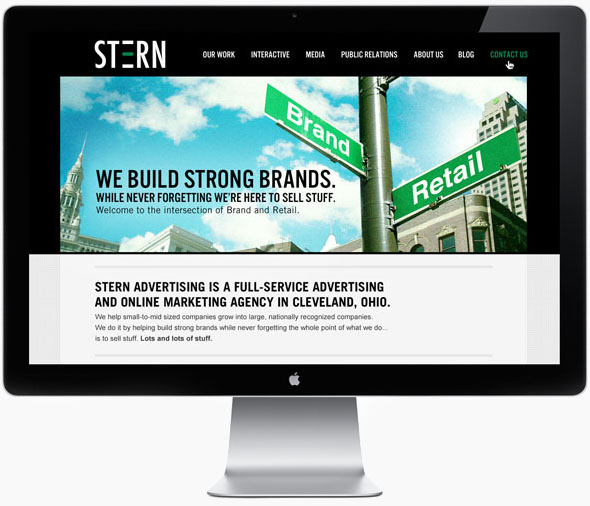 STERN
OUR WORK INTERACTIVE MEDIA PUBLIC RELATIONS ABOUT US BLOG CONTACT US
Brand
Retail
WE BUILD STRONG BRANDS.
WHILE NEVER FORGETTING WE'RE HERE TO SELL STUFF.
Welcome to the intersection of Brand and Retail.
STERN ADVERTISING IS A FULL-SERVICE ADVERTISING
AND ONLINE MARKETING AGENCY IN CLEVELAND, OHIO.
We help small-to-mid sized companies grow into large, nationally recognized companies.
We do it by helping build strong brands while never forgetting the whole point of what we do...
is to sell stuff. Lots and lots of stuff.